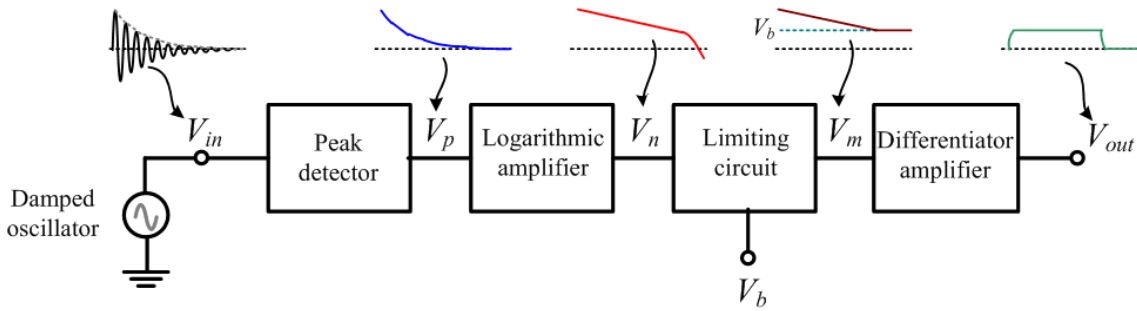 V_b
V_in
Peak
detector
V_p
Logarithmic
amplifier
V_n
Limiting
circuit
V_m
Differentiator
amplifier
V_out
Damped
oscillator
V_b